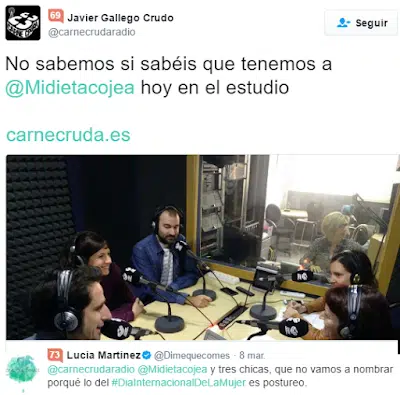 69 Javier Gallego Crudo
@carnecrudaradio
Seguir
No sabemos si sabéis que tenemos a
@Midietacojea hoy en el estudio
carnecruda.es
73 Lucia Martinez @Dimequecomes · 8 mar.
@carnecrudaradio @Midietacojea y tres chicas, que no vamos a nombrar
porqué lo del #DiaInternacionalDeLaMujer es postureo.